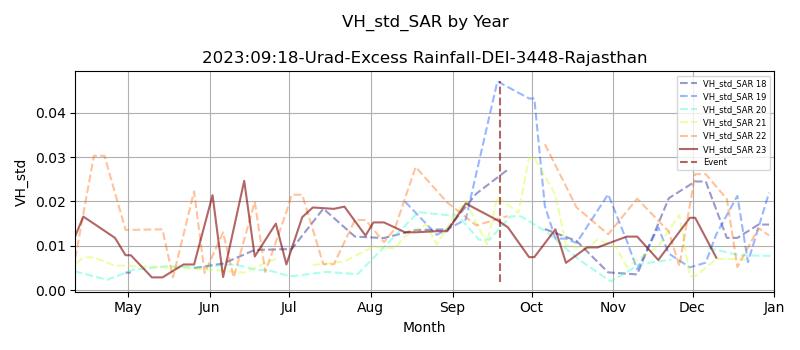 VH_std_SAR by Year
2023:09:18-Urad-Excess Rainfall-DEI-3448-Rajasthan
VH_std
0.04
0.03
0.02
0.01
0.00
VH_std_SAR 18
VH_std_SAR 19
VH_std_SAR 20
VH_std_SAR 21
VH_std_SAR 22
VH_std_SAR 23
Event
May Jun Jul Aug Sep Oct Nov Dec Jan
Month